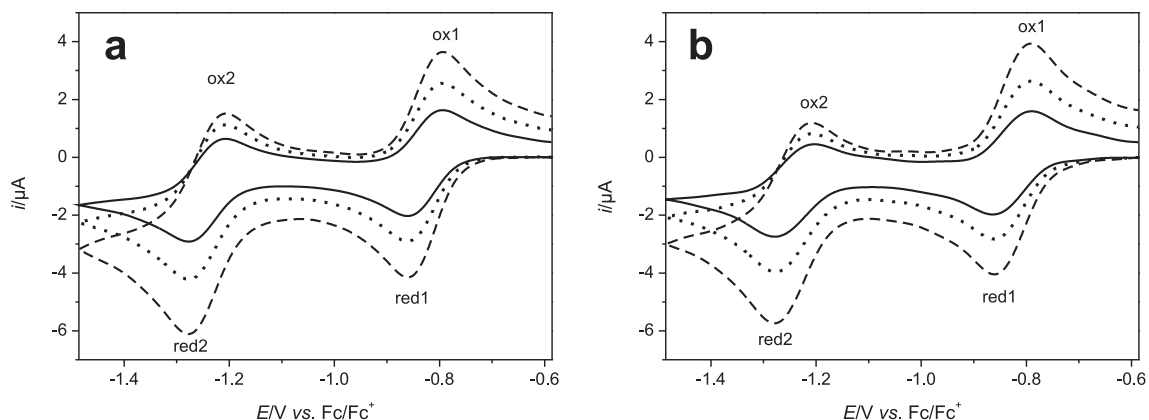 a
ox1
ox2
red1
red2
4
2
0
-2
-4
-6
i/µA
-1.4 -1.2 -1.0 -0.8 -0.6
E/V vs. Fc/Fc⁺
b
ox1
ox2
red1
red2
4
2
0
-2
-4
-6
i/µA
-1.4 -1.2 -1.0 -0.8 -0.6
E/V vs. Fc/Fc⁺